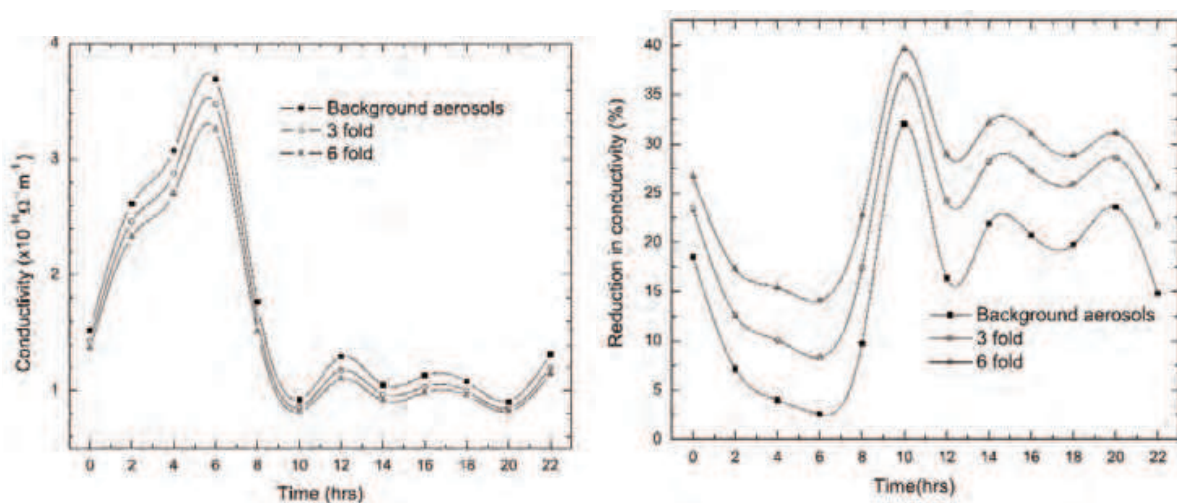 4
3
2
1
0 2 4 6 8 10 12 14 16 18 20 22
Time (hrs)
Background aerosols
3 fold
6 fold
40
35
30
25
20
15
10
5
0
Reduction in conductivity (%)
Background aerosols
3 fold
6 fold
0 2 4 6 8 10 12 14 16 18 20 22
Time(hrs)